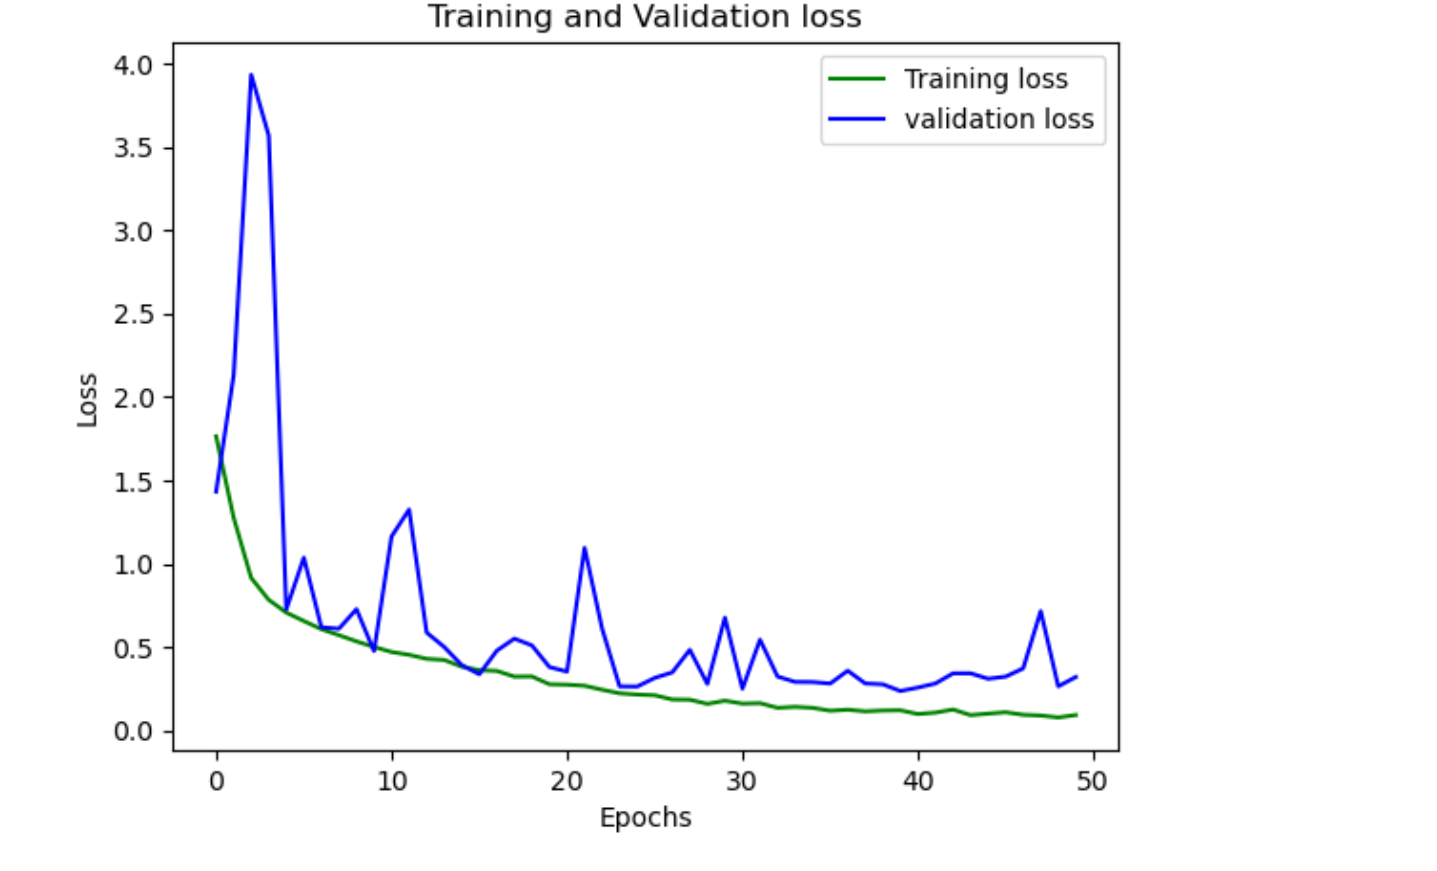 Training and Validation loss
4.0
3.5
3.0
2.5
2.0
1.5
1.0
0.5
0.0
Loss
Training loss
validation loss
0 10 20 30 40 50
Epochs